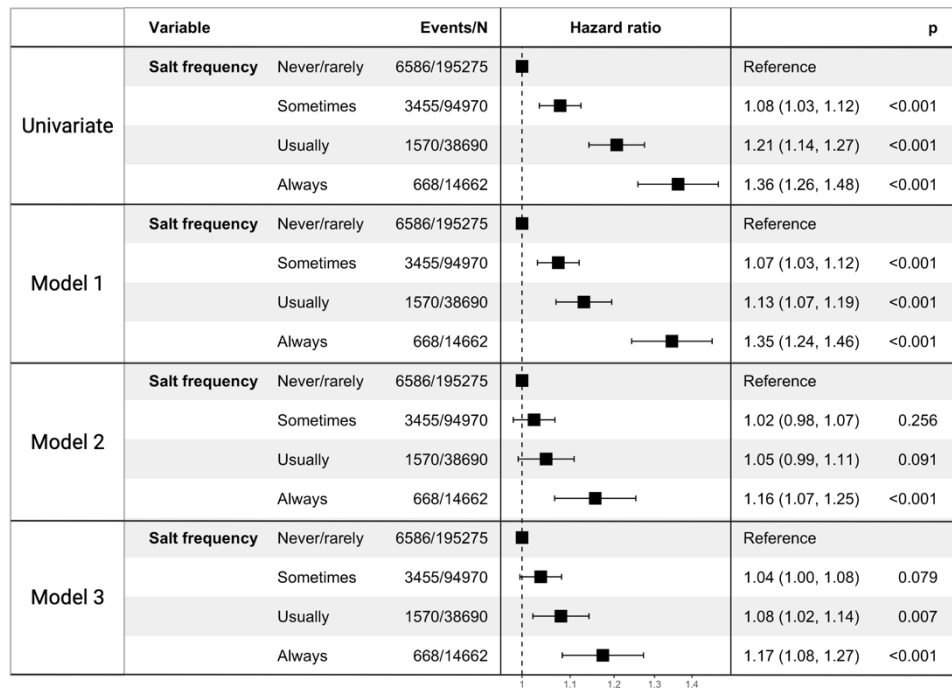 Variable Events/N Hazard ratio p
Univariate
Salt frequency Never/rarely 6586/195275 Reference
Sometimes 3455/94970 1.08 (1.03, 1.12) <0.001
Usually 1570/38690 1.21 (1.14, 1.27) <0.001
Always 668/14662 1.36 (1.26, 1.48) <0.001
Model 1
Salt frequency Never/rarely 6586/195275 Reference
Sometimes 3455/94970 1.07 (1.03, 1.12) <0.001
Usually 1570/38690 1.13 (1.07, 1.19) <0.001
Always 668/14662 1.35 (1.24, 1.46) <0.001
Model 2
Salt frequency Never/rarely 6586/195275 Reference
Sometimes 3455/94970 1.02 (0.98, 1.07) 0.256
Usually 1570/38690 1.05 (0.99, 1.11) 0.091
Always 668/14662 1.16 (1.07, 1.25) <0.001
Model 3
Salt frequency Never/rarely 6586/195275 Reference
Sometimes 3455/94970 1.04 (1.00, 1.08) 0.079
Usually 1570/38690 1.08 (1.02, 1.14) 0.007
Always 668/14662 1.17 (1.08, 1.27) <0.001
1 1.1 1.2 1.3 1.4